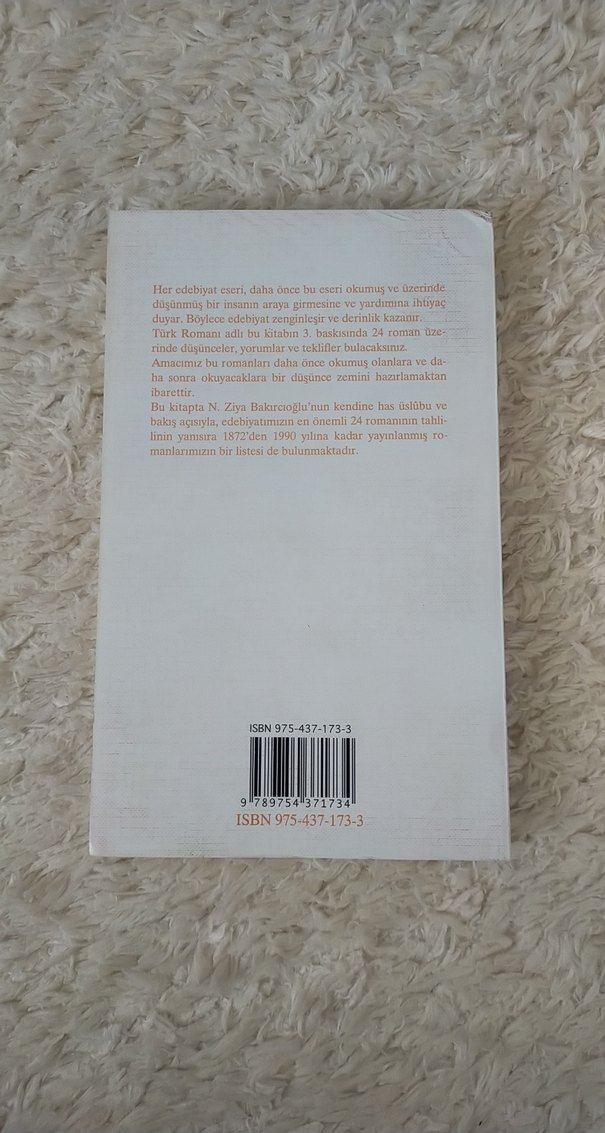 Her edebiyat eseri, daha önce bu eseri okumuş ve üzerinde
düşünmüş bir insanın araya girmesine ve yardımına ihtiyaç
duyar. Böylece edebiyat zenginleşir ve derinlik kazanır.
Türk Romanı adlı bu kitabın 3. baskısında 24 roman üze-
rinde düşünceler, yorumlar ve teklifler bulacaksınız.
Amacımız bu romanları daha önce okumuş olanlara ve da-
ha sonra okuyacaklara bir düşünce zemini hazırlamaktan
ibarettir.
Bu kitapta N. Ziya Bakırcıoğlu'nun kendine has üslûbu ve
bakış açısıyla, edebiyatımızın en önemli 24 romanının tahli-
linin yanısıra 1872'den 1990 yılına kadar yayınlanmış ro-
manlarımızın bir listesi de bulunmaktadır.
ISBN 975-437-173-3
9 789754 371734
ISBN 975-437-173-3